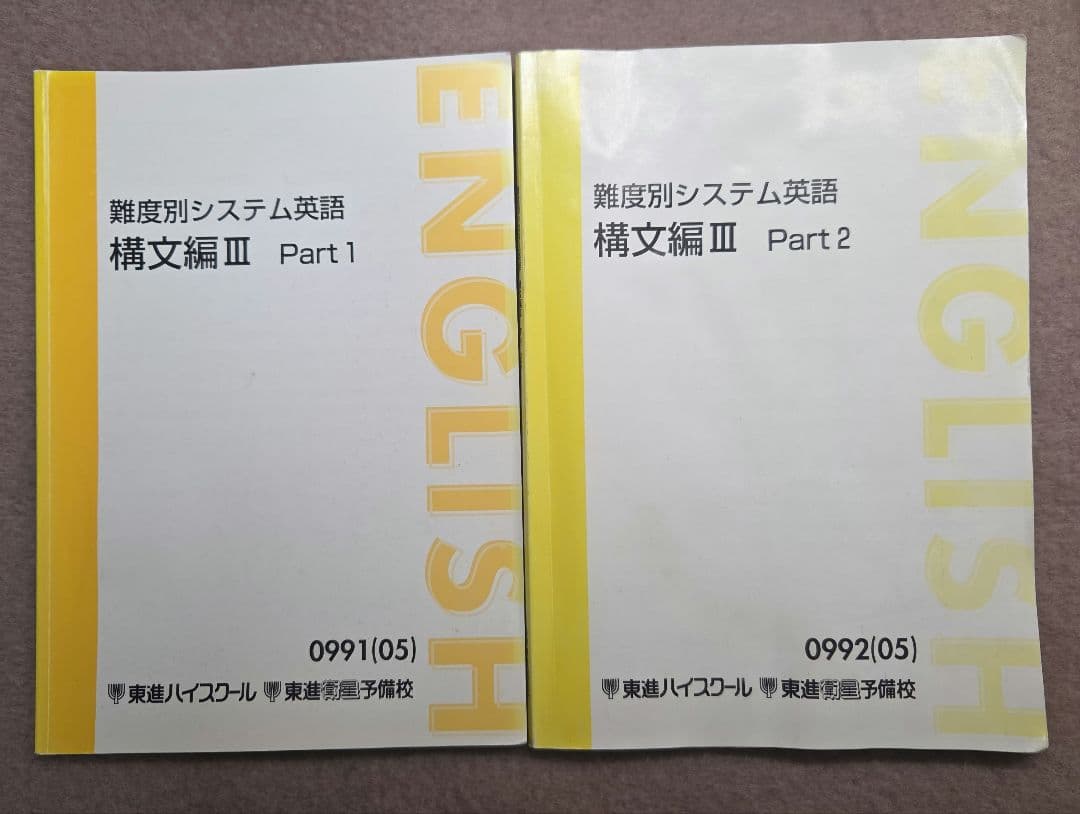 難度別システム英語
構文編Ⅲ Part 1
ENGLISH
0991(05)
東進ハイスクール 東進衛星予備校
難度別システム英語
構文編Ⅲ Part 2
ENGLISH
0992(05)
東進ハイスクール 東進衛星予備校